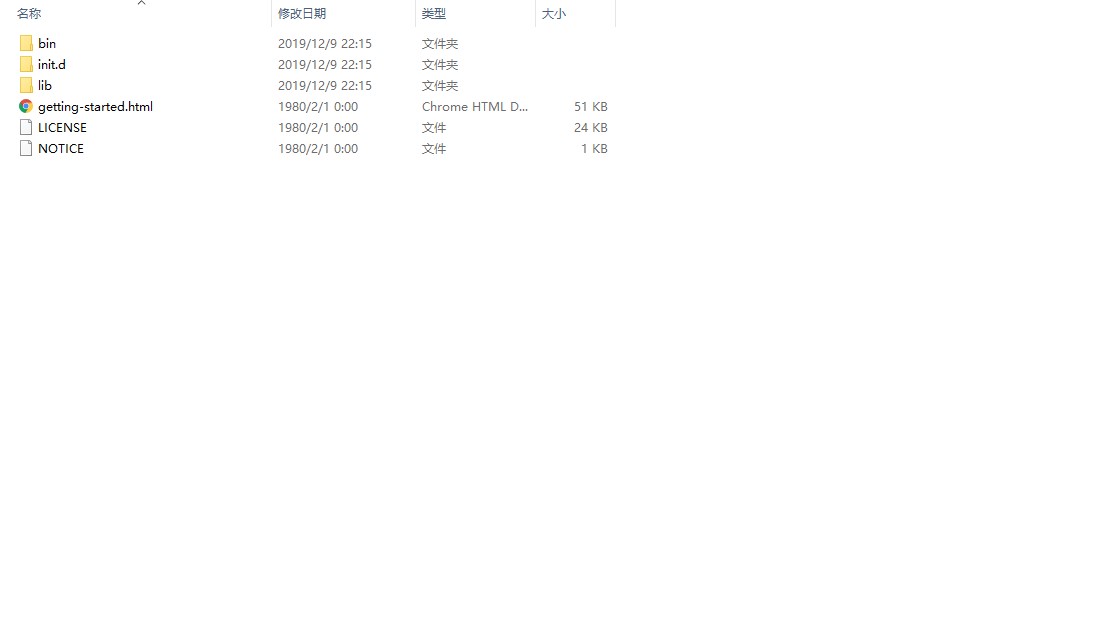 名称 修改日期 类型 大小
bin 2019/12/9 22:15 文件夹
init.d 2019/12/9 22:15 文件夹
lib 2019/12/9 22:15 文件夹
getting-started.html 1980/2/1 0:00 Chrome HTML D... 51 KB
LICENSE 1980/2/1 0:00 文件 24 KB
NOTICE 1980/2/1 0:00 文件 1 KB